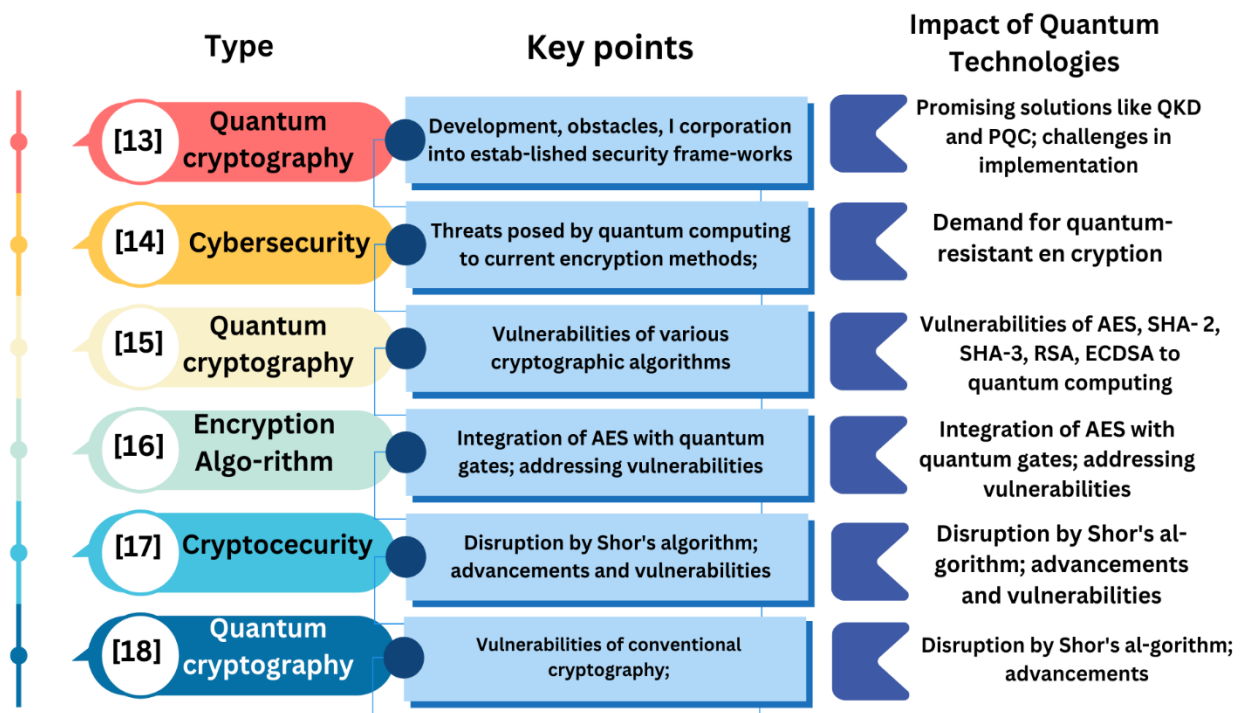 Type
Key points
Impact of Quantum
Technologies
[13]
Quantum
cryptography
Development, obstacles, I corporation
into estab-lished security frame-works
Promising solutions like QKD
and PQC; challenges in
implementation
[14]
Cybersecurity
Threats posed by quantum computing
to current encryption methods;
Demand for quantum-
resistant en cryption
[15]
Quantum
cryptography
Vulnerabilities of various
cryptographic algorithms
Vulnerabilities of AES, SHA- 2,
SHA-3, RSA, ECDSA to
quantum computing
[16]
Encryption
Algo-rithm
Integration of AES with quantum
gates; addressing vulnerabilities
Integration of AES with
quantum gates; addressing
vulnerabilities
[17]
Cryptocecurity
Disruption by Shor's algorithm;
advancements and vulnerabilities
Disruption by Shor's al-
gorithm; advancements
and vulnerabilities
[18]
Quantum
cryptography
Vulnerabilities of conventional
cryptography;
Disruption by Shor's al-gorithm;
advancements